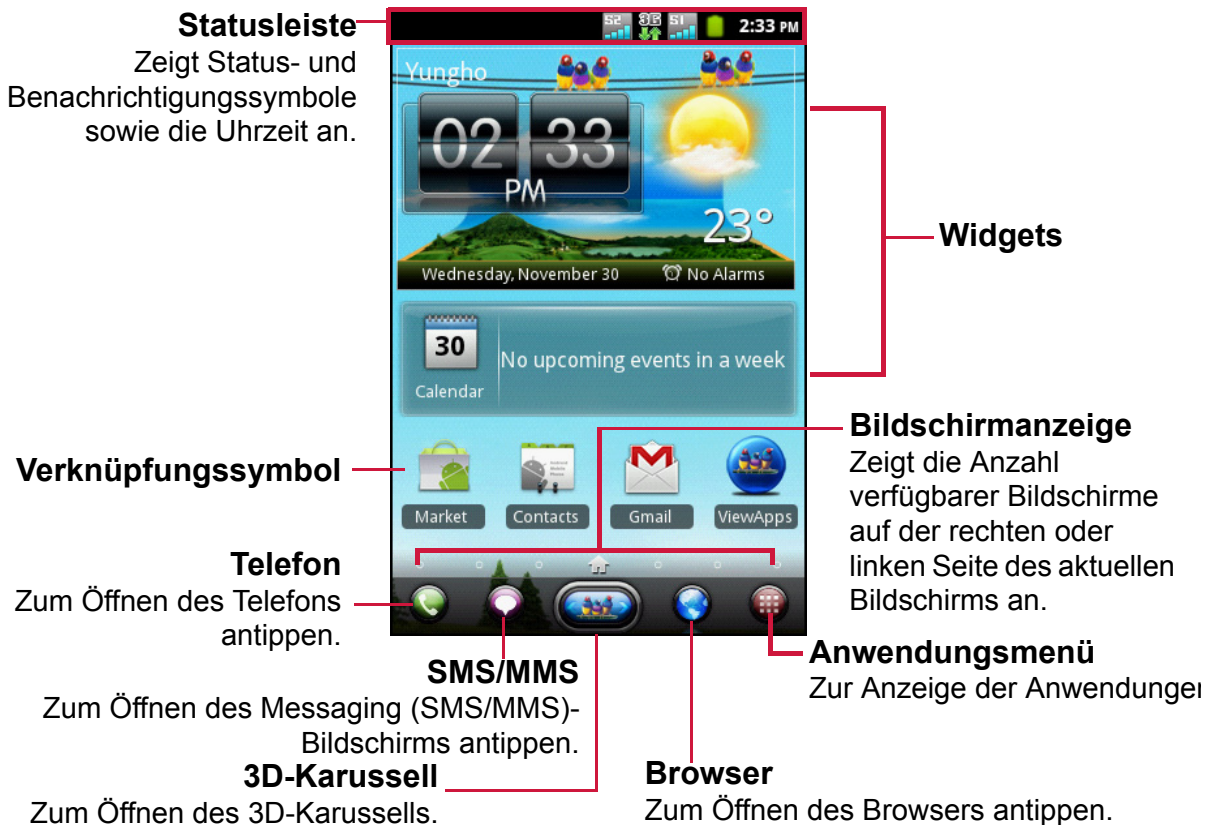 Statusleiste
Zeigt Status- und
Benachrichtigungssymbole
sowie die Uhrzeit an.
S2 3G S1 2:33 PM
Yungho
02 33
PM
23°
Wednesday, November 30 No Alarms
Widgets
30
Calendar
No upcoming events in a week
Verknüpfungssymbol
Market Contacts Gmail ViewApps
Bildschirmanzeige
Zeigt die Anzahl
verfügbarer Bildschirme
auf der rechten oder
linken Seite des aktuellen
Bildschirms an.
Telefon
Zum Öffnen des Telefons
antippen.
SMS/MMS
Zum Öffnen des Messaging (SMS/MMS)-
Bildschirms antippen.
Anwendungsmenü
Zur Anzeige der Anwendunge
3D-Karussell
Zum Öffnen des 3D-Karussells.
Browser
Zum Öffnen des Browsers antippen.